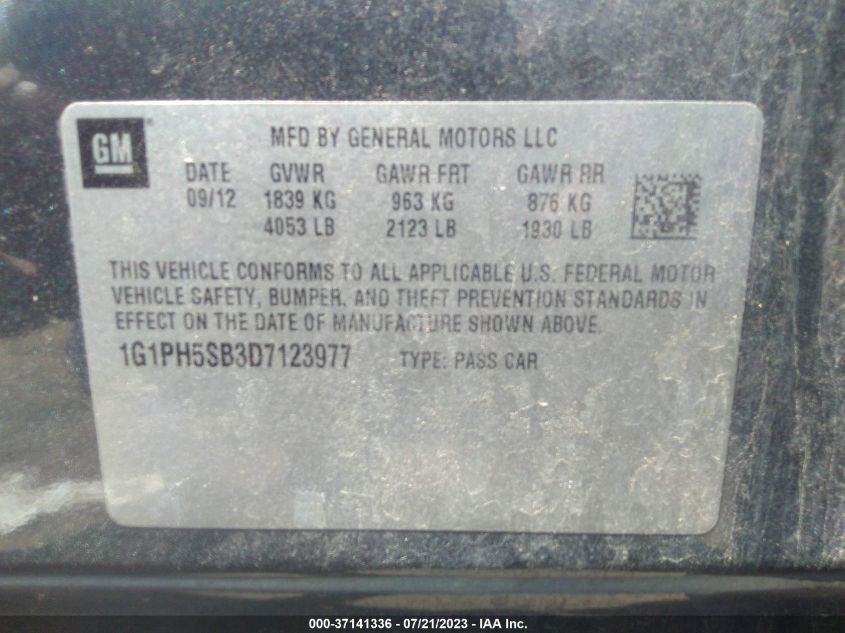 GM
MFD BY GENERAL MOTORS LLC
DATE GVWR GAWR FRT GAWR RR
09/12 1839 KG 963 KG 876 KG
4053 LB 2123 LB 1930 LB
THIS VEHICLE CONFORMS TO ALL APPLICABLE U.S. FEDERAL MOTOR
VEHICLE SAFETY, BUMPER, AND THEFT PREVENTION STANDARDS IN
EFFECT ON THE DATE OF MANUFACTURE SHOWN ABOVE.
1G1PH5SB3D7123977 TYPE: PASS CAR
000-37141336 - 07/21/2023 - IAA Inc.